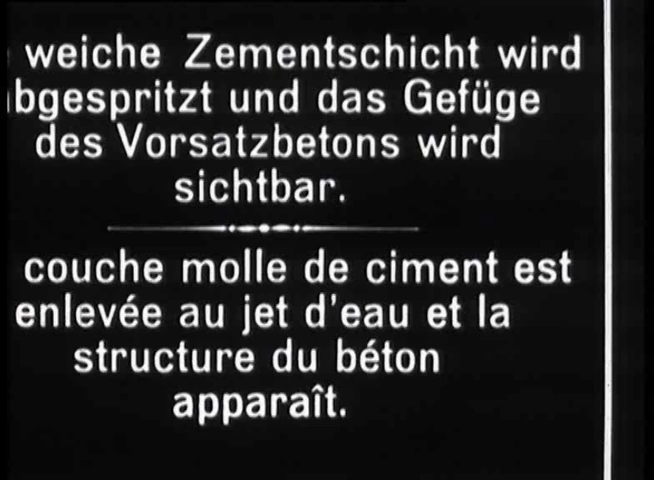 weiche Zementschicht wird
bgespritzt und das Gefüge
des Vorsatzbetons wird
sichtbar.
couche molle de ciment est
enlevée au jet d'eau et la
structure du béton
apparaît.